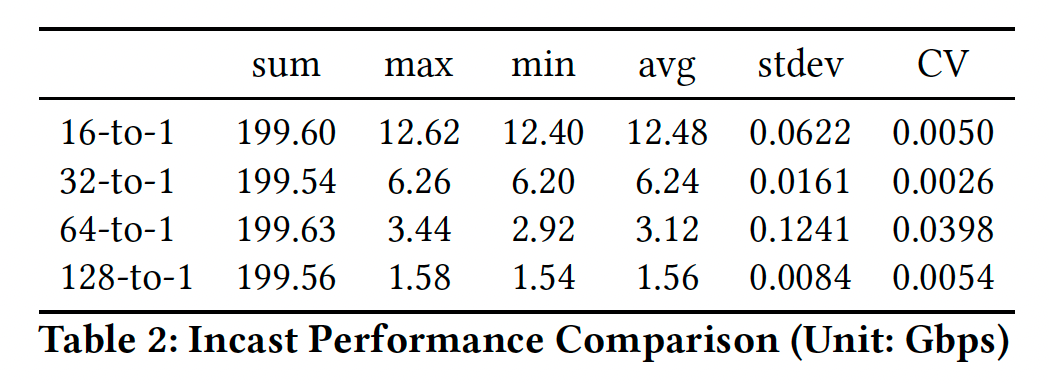 sum max min avg stdev CV
16-to-1 199.60 12.62 12.40 12.48 0.0622 0.0050
32-to-1 199.54 6.26 6.20 6.24 0.0161 0.0026
64-to-1 199.63 3.44 2.92 3.12 0.1241 0.0398
128-to-1 199.56 1.58 1.54 1.56 0.0084 0.0054
Table 2: Incast Performance Comparison (Unit: Gbps)